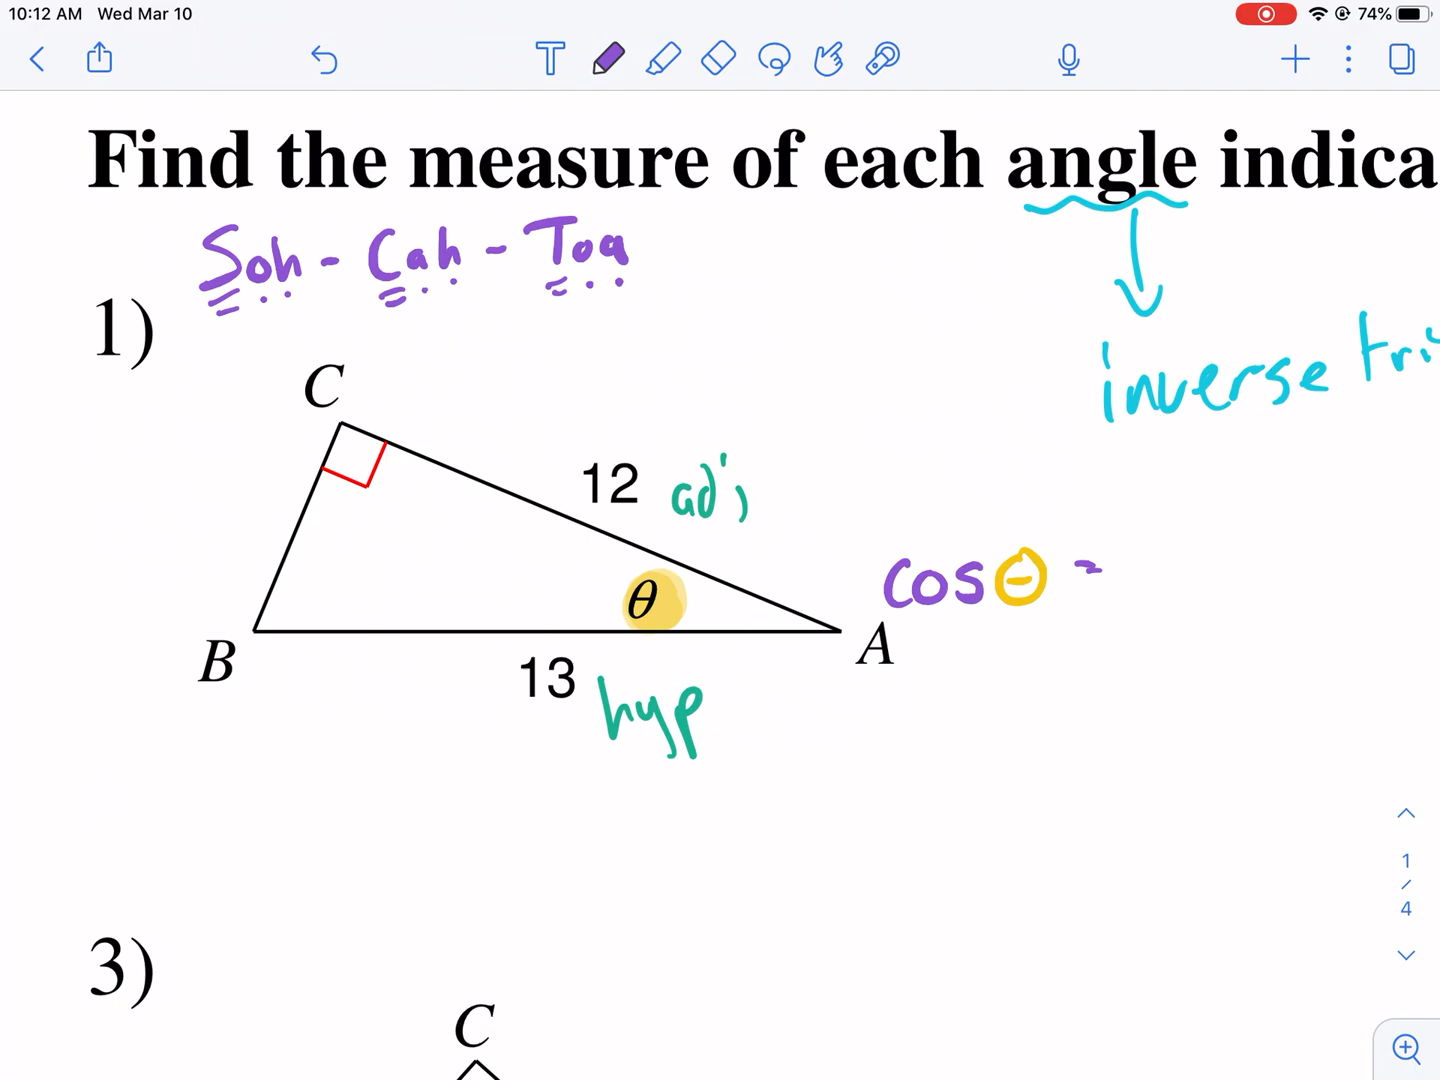 10:12 AM Wed Mar 10
74%
T
Find the measure of each angle indica
Soh - Cah - Toa
1)
inverse tri
C
12 adj
θ
cos θ =
B
A
13 hyp
1
/
4
3)
C